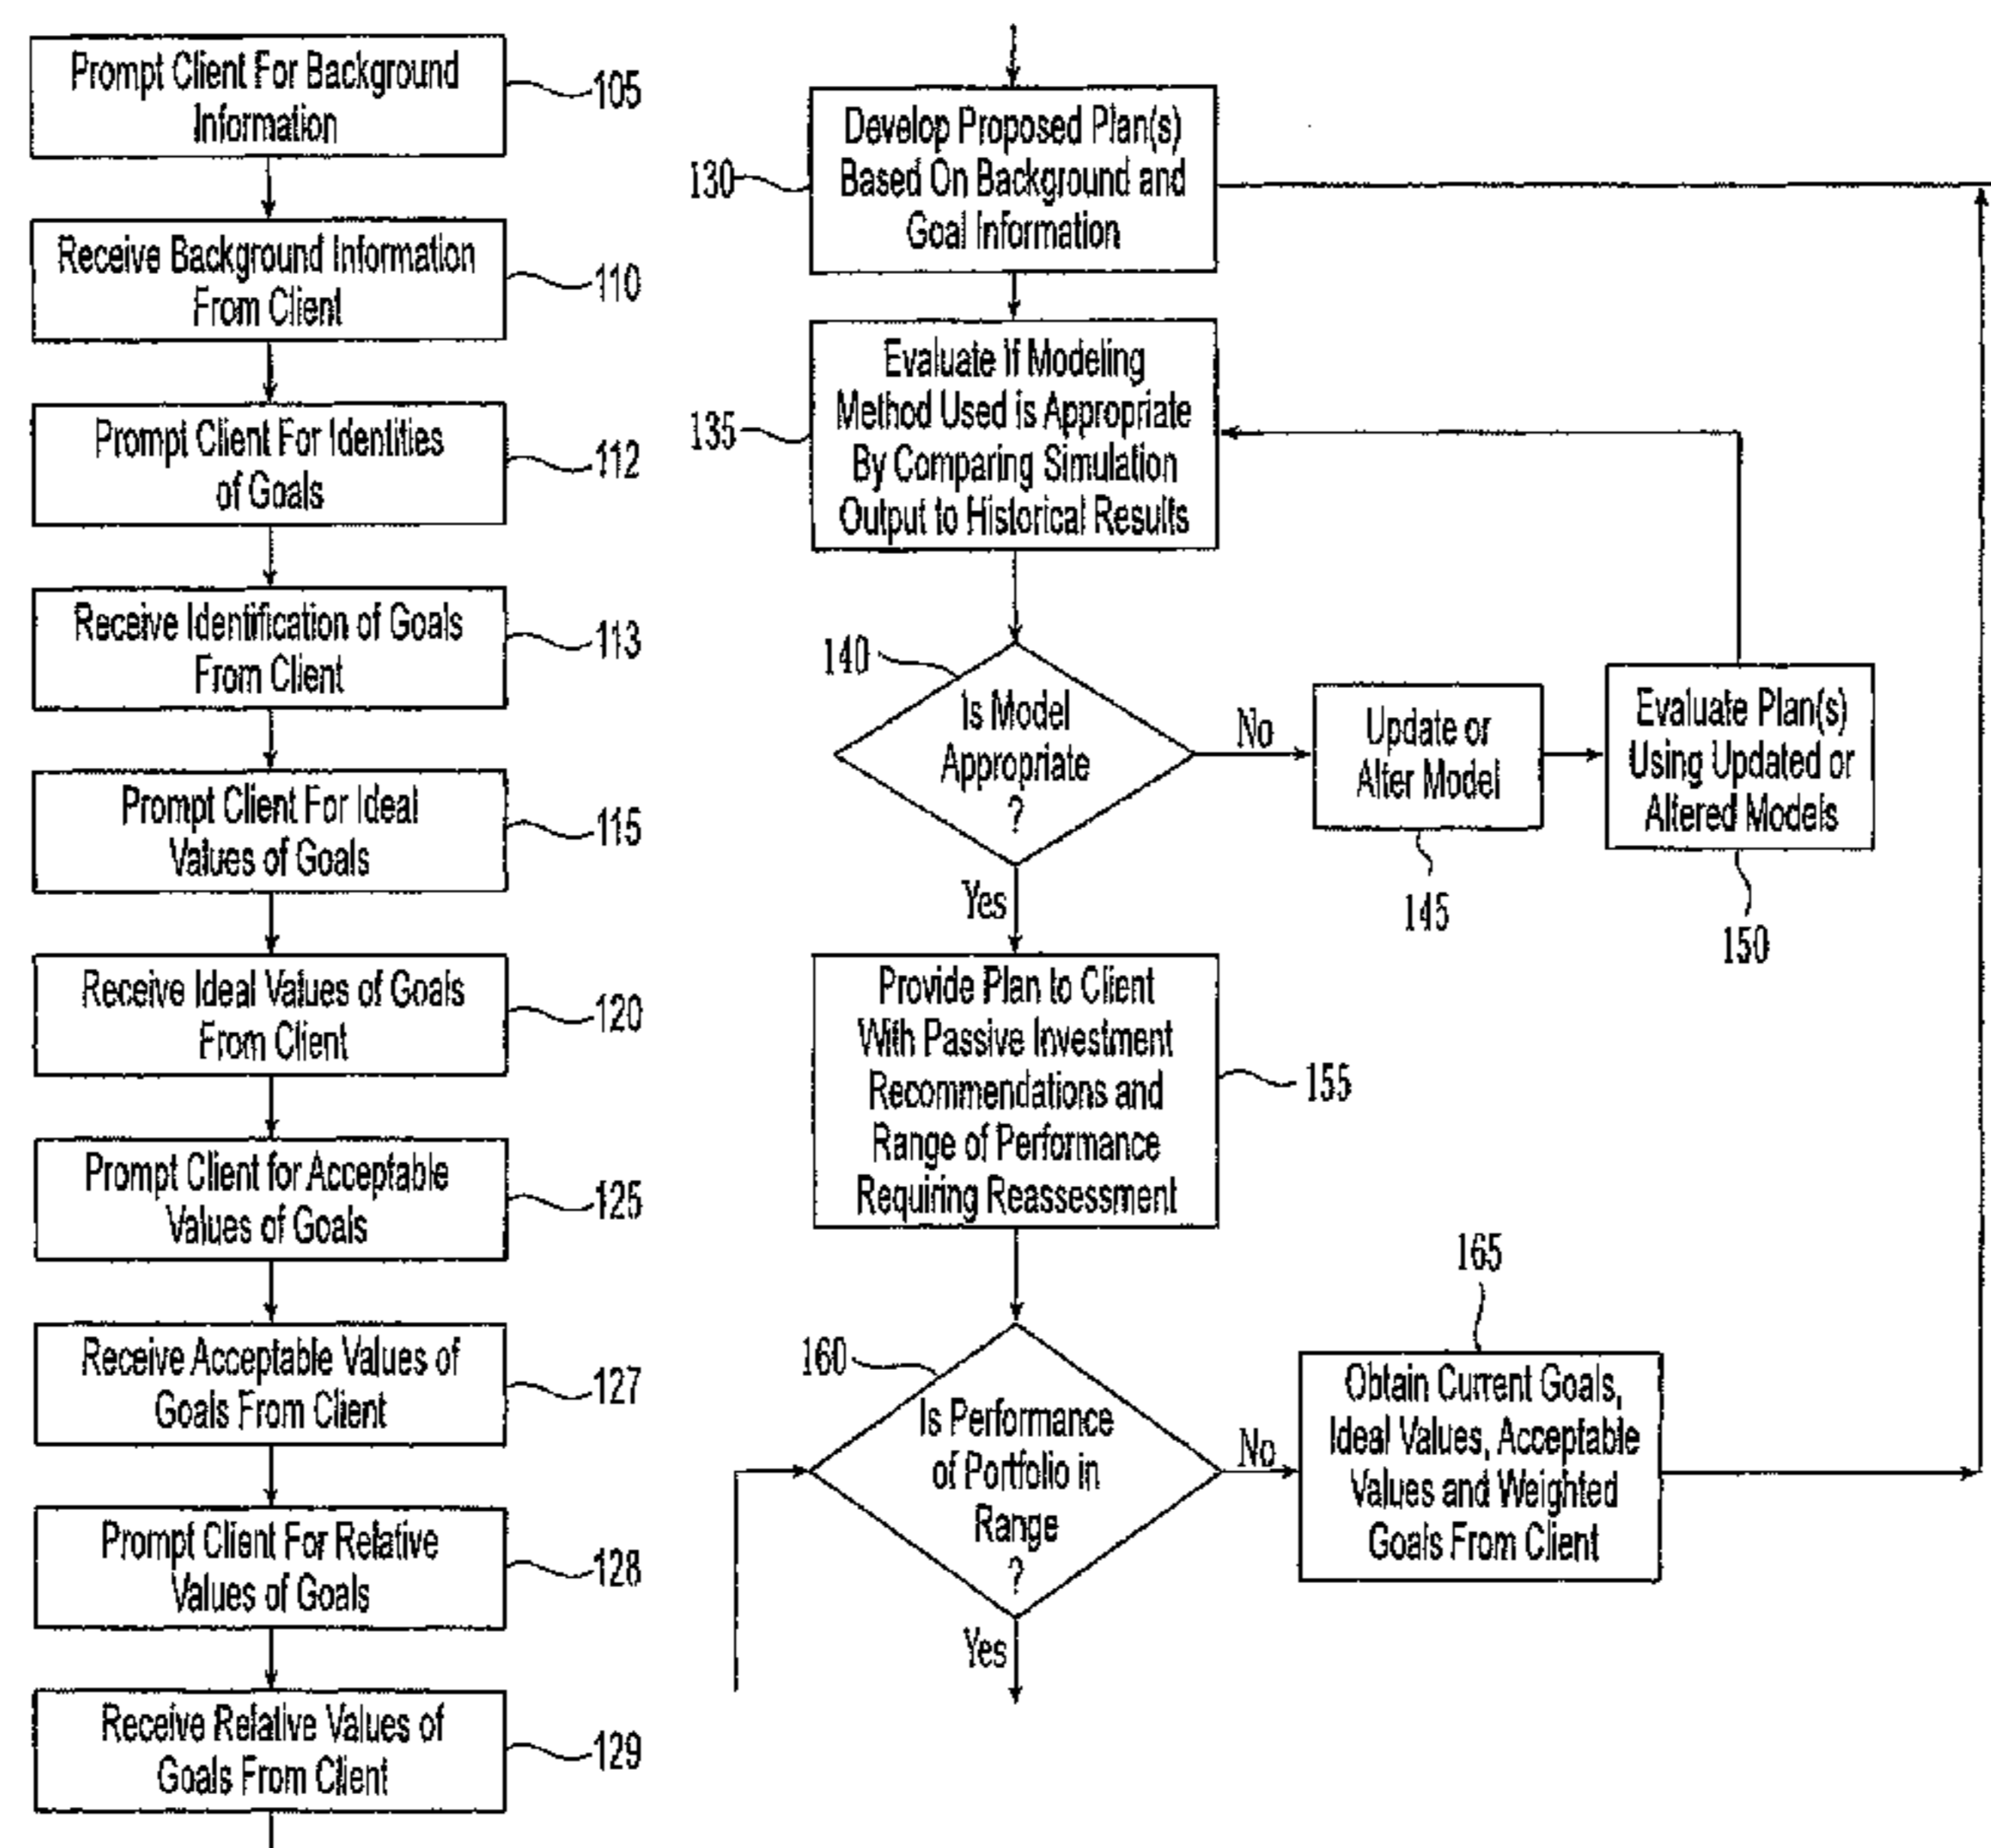 Prompt Client For Background
Information
105
Receive Background Information
From Client
110
Prompt Client For Identities
of Goals
112
Receive Identification of Goals
From Client
113
Prompt Client For Ideal
Values of Goals
115
Receive Ideal Values of Goals
From Client
120
Prompt Client for Acceptable
Values of Goals
125
Receive Acceptable Values of
Goals From Client
127
Prompt Client For Relative
Values of Goals
128
Receive Relative Values of
Goals From Client
129
Develop Proposed Plan(s)
Based On Background and
Goal Information
130
Evaluate If Modeling
Method Used is Appropriate
By Comparing Simulation
Output to Historical Results
135
140
Is Model
Appropriate
?
No
Update or
Alter Model
145
Evaluate Plan(s)
Using Updated or
Altered Models
150
Yes
Provide Plan to Client
With Passive Investment
Recommendations and
Range of Performance
Requiring Reassessment
155
160
Is Performance
of Portfolio in
Range
?
No
165
Obtain Current Goals,
Ideal Values, Acceptable
Values and Weighted
Goals From Client
Yes